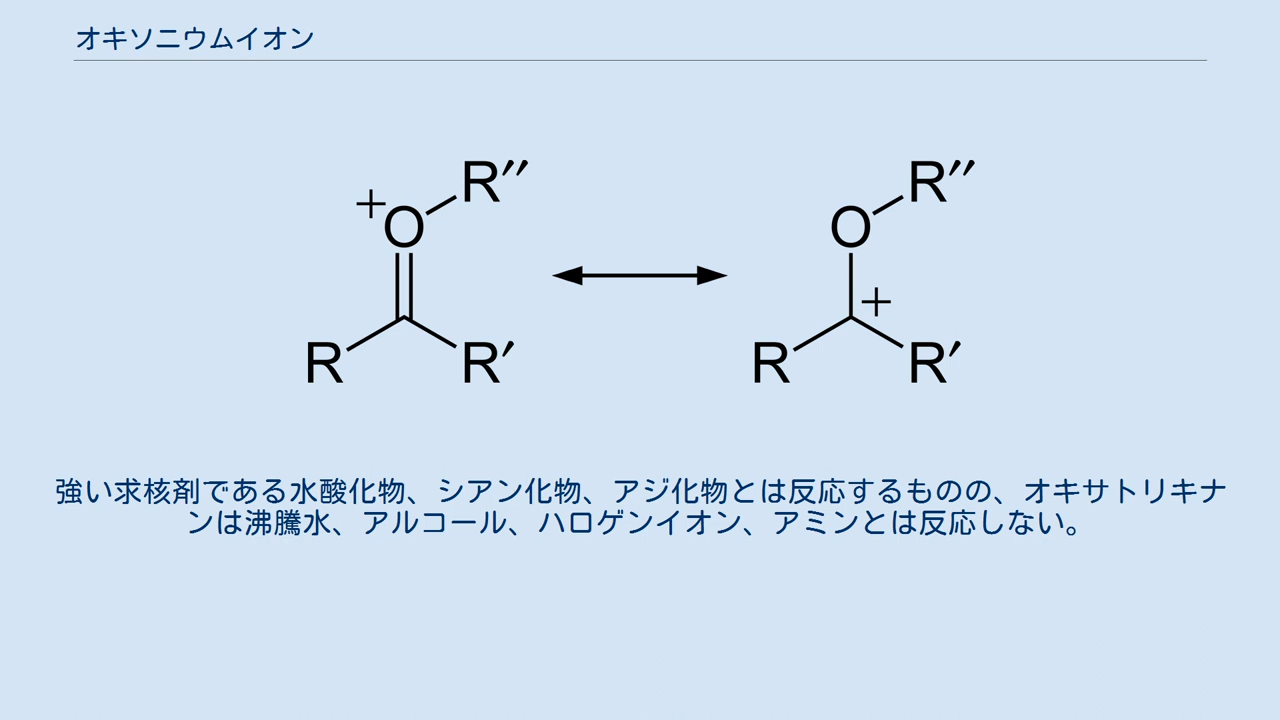 オキソニウムイオン
R″
R″
+O
O
+
R
R′
R
R′
強い求核剤である水酸化物、シアン化物、アジ化物とは反応するものの、オキサトリキナ
ンは沸騰水、アルコール、ハロゲンイオン、アミンとは反応しない。